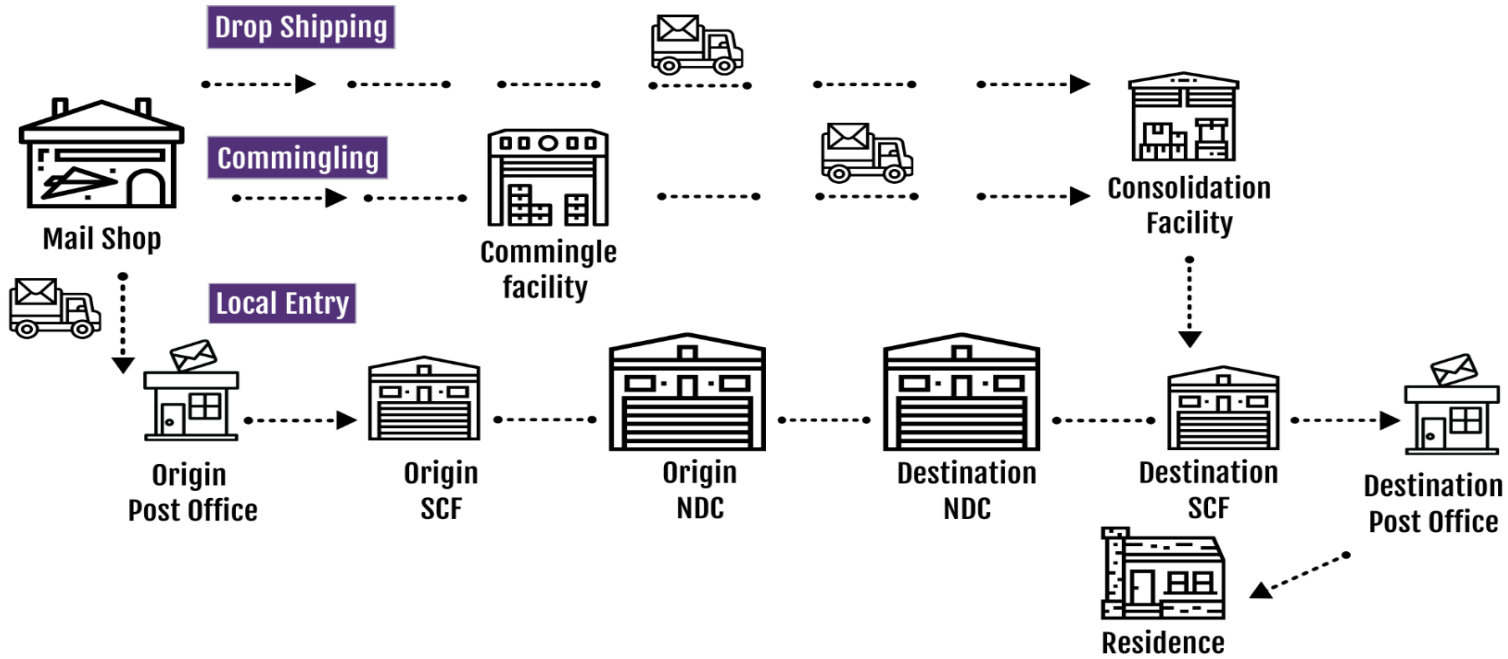 Drop Shipping
Commingling
Mail Shop
Commingle
facility
Consolidation
Facility
Local Entry
Origin
Post Office
Origin
SCF
Origin
NDC
Destination
NDC
Destination
SCF
Destination
Post Office
Residence